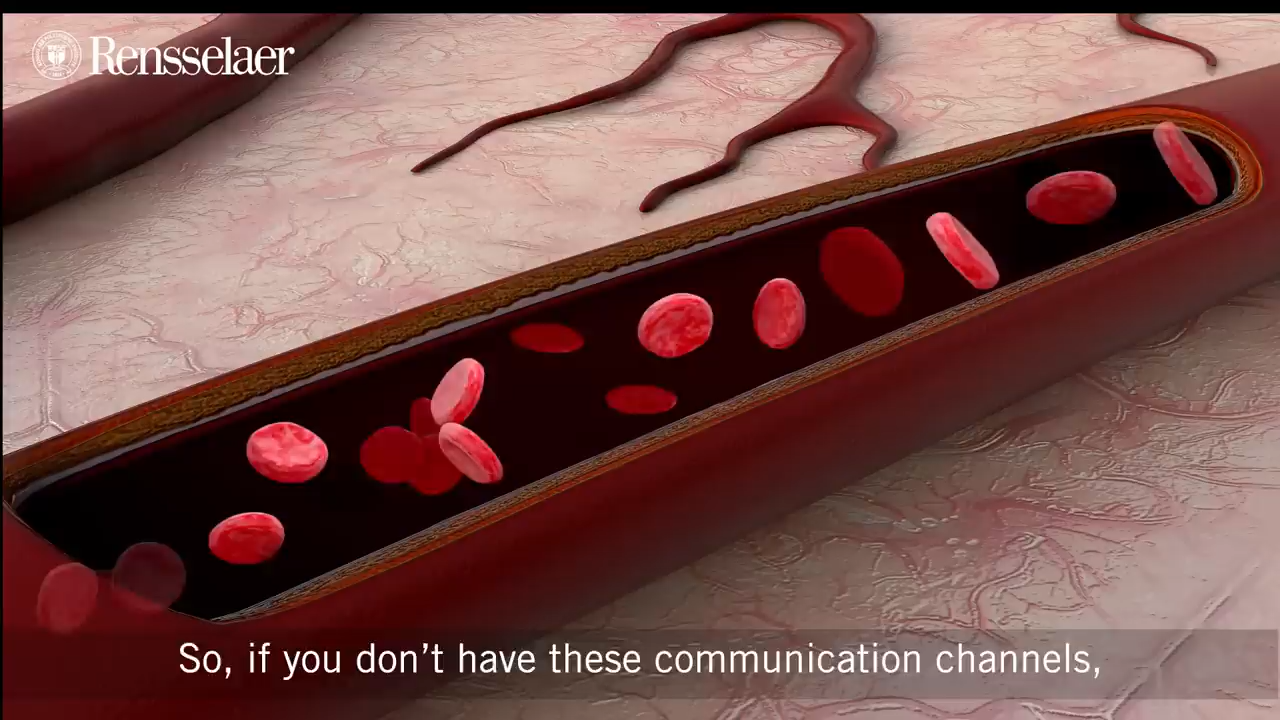 Rensselaer
So, if you don't have these communication channels,